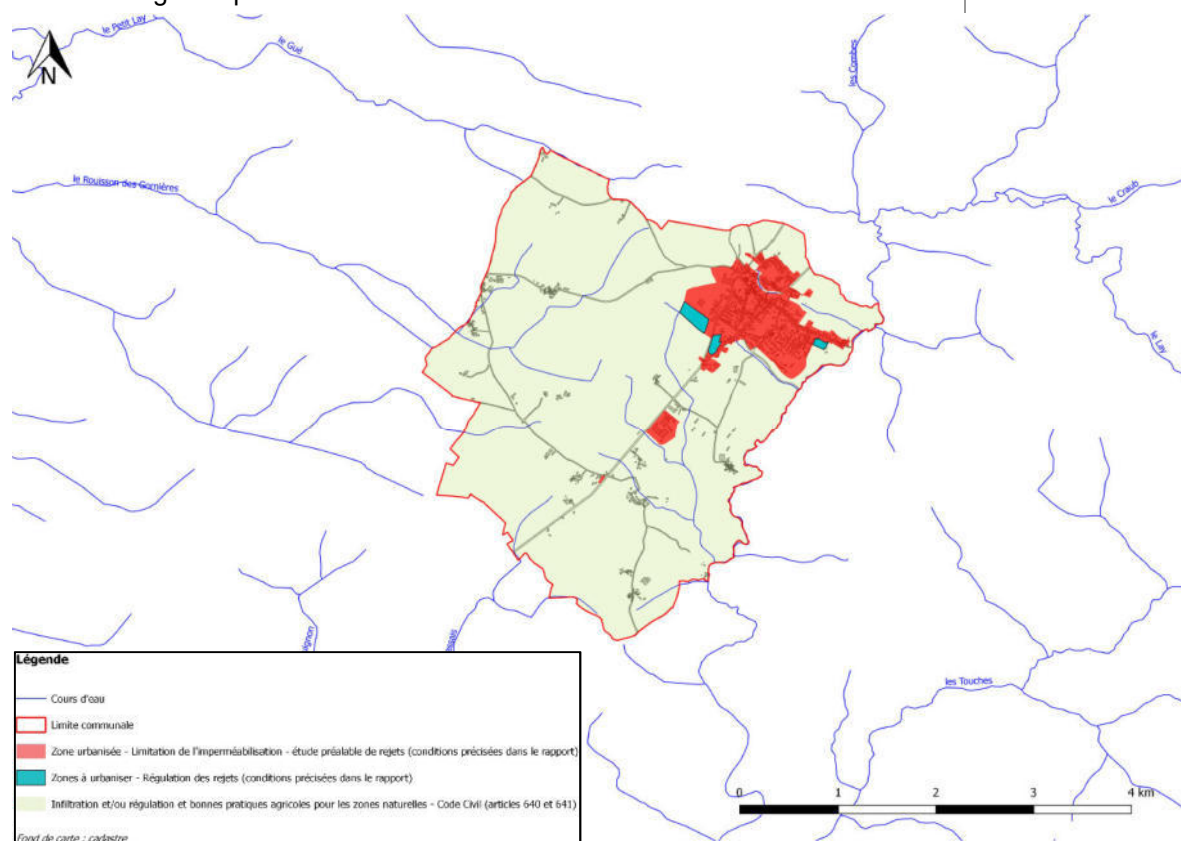 le Petit Lay
le Gué
les Combes
N
le Rouisson des Gornières
le Craub
le Lay
les Touches
Légende
Cours d'eau
Limite communale
Zone urbanisée - Limitation de l'imperméabilisation - étude préalable de rejets (conditions précisées dans le rapport)
Zones à urbaniser - Régulation des rejets (conditions précisées dans le rapport)
Infiltration et/ou régulation et bonnes pratiques agricoles pour les zones naturelles - Code Civil (articles 640 et 641)
Fond de carte : cadastre
0 1 2 3 4 km